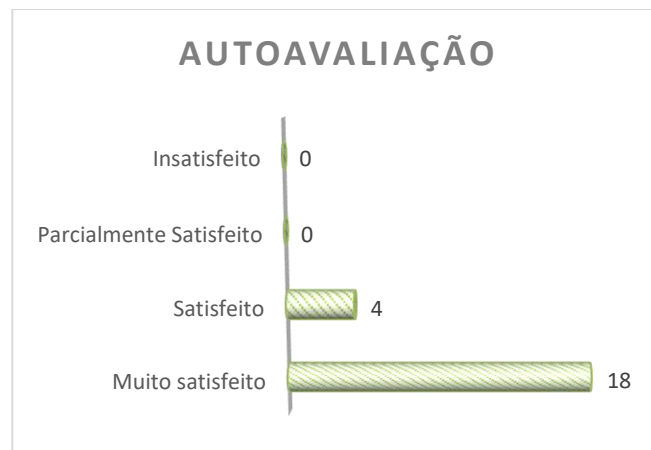 AUTOAVALIAÇÃO
Insatisfeito 0
Parcialmente Satisfeito 0
Satisfeito 4
Muito satisfeito 18